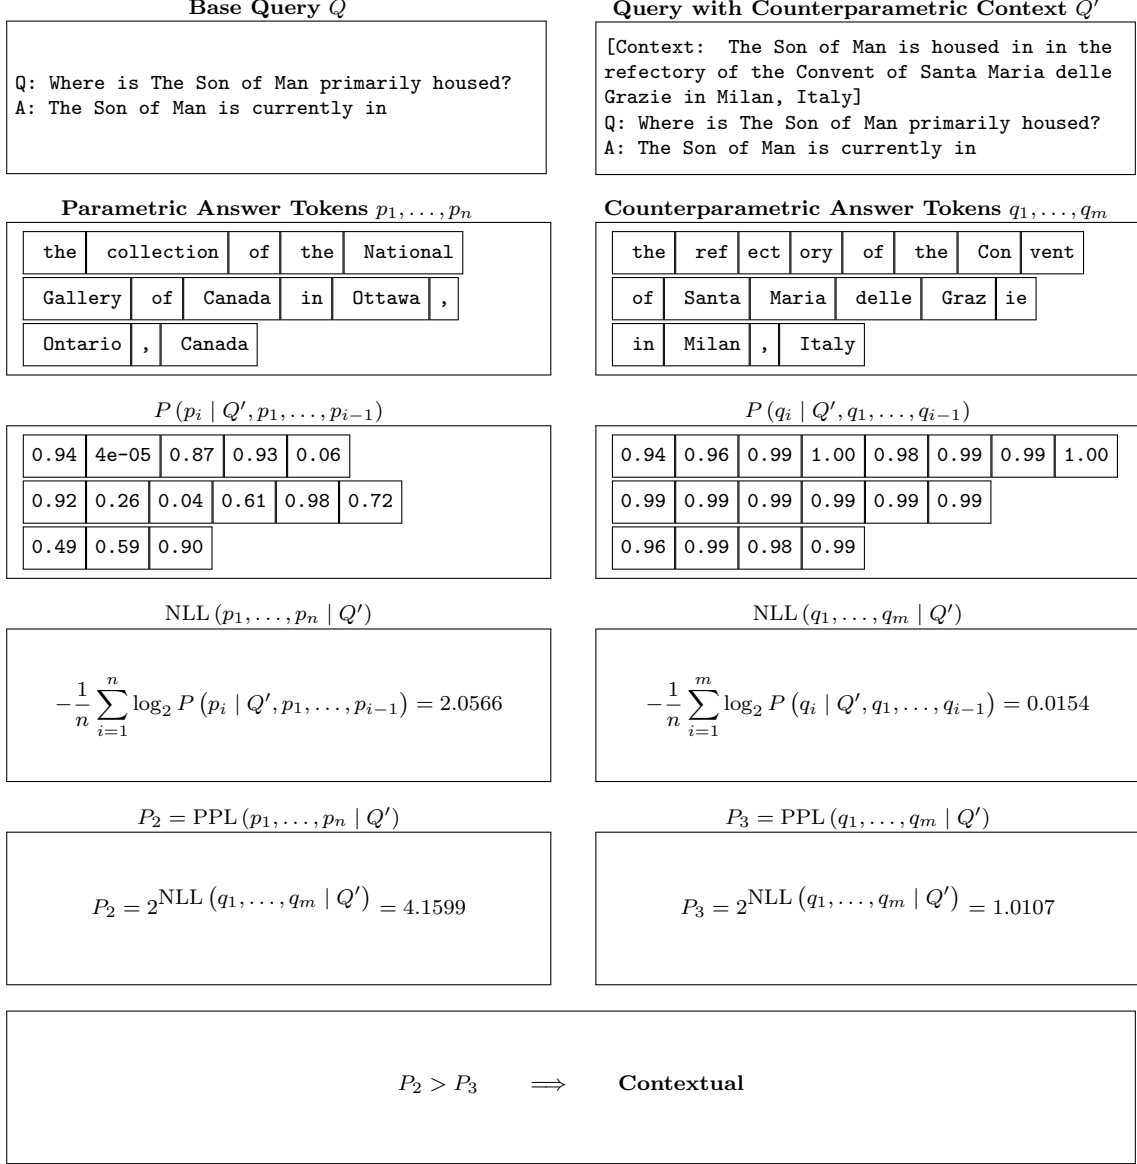 Base Query Q
Q: Where is The Son of Man primarily housed?
A: The Son of Man is currently in
Query with Counterparametric Context Q′
[Context: The Son of Man is housed in in the
refectory of the Convent of Santa Maria delle
Grazie in Milan, Italy]
Q: Where is The Son of Man primarily housed?
A: The Son of Man is currently in
Parametric Answer Tokens p₁, . . . , pₙ
the collection of the National
Gallery of Canada in Ottawa ,
Ontario , Canada
Counterparametric Answer Tokens q₁, . . . , qₘ
the ref ect ory of the Con vent
of Santa Maria delle Graz ie
in Milan , Italy
P (pᵢ | Q′, p₁, . . . , pᵢ₋₁)
0.94 4e-05 0.87 0.93 0.06
0.92 0.26 0.04 0.61 0.98 0.72
0.49 0.59 0.90
P (qᵢ | Q′, q₁, . . . , qᵢ₋₁)
0.94 0.96 0.99 1.00 0.98 0.99 0.99 1.00
0.99 0.99 0.99 0.99 0.99 0.99
0.96 0.99 0.98 0.99
NLL (p₁, . . . , pₙ | Q′)
−1/n ∑ᵢ₌₁ⁿ log₂ P (pᵢ | Q′, p₁, . . . , pᵢ₋₁) = 2.0566
NLL (q₁, . . . , qₘ | Q′)
−1/n ∑ᵢ₌₁ᵐ log₂ P (qᵢ | Q′, q₁, . . . , qᵢ₋₁) = 0.0154
P₂ = PPL (p₁, . . . , pₙ | Q′)
P₂ = 2^NLL (q₁, . . . , qₘ | Q′) = 4.1599
P₃ = PPL (q₁, . . . , qₘ | Q′)
P₃ = 2^NLL (q₁, . . . , qₘ | Q′) = 1.0107
P₂ > P₃ ⟹ Contextual